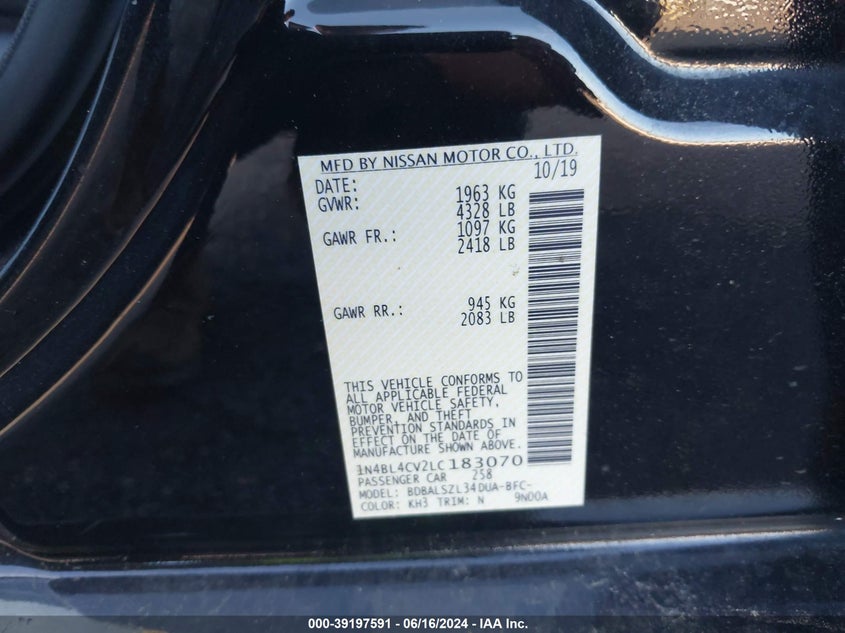 MFD BY NISSAN MOTOR CO., LTD.
DATE: 10/19
GVWR: 1963 KG
4328 LB
GAWR FR.: 1097 KG
2418 LB
GAWR RR.: 945 KG
2083 LB
THIS VEHICLE CONFORMS TO
ALL APPLICABLE FEDERAL
MOTOR VEHICLE SAFETY,
BUMPER, AND THEFT
PREVENTION STANDARDS IN
EFFECT ON THE DATE OF
MANUFACTURE SHOWN ABOVE.
1N4BL4CV2LC183070
PASSENGER CAR 258
MODEL: BDBALSZL34DUA-BFC-
COLOR: KH3 TRIM: N 9N00A
000-39197591 - 06/16/2024 - IAA Inc.